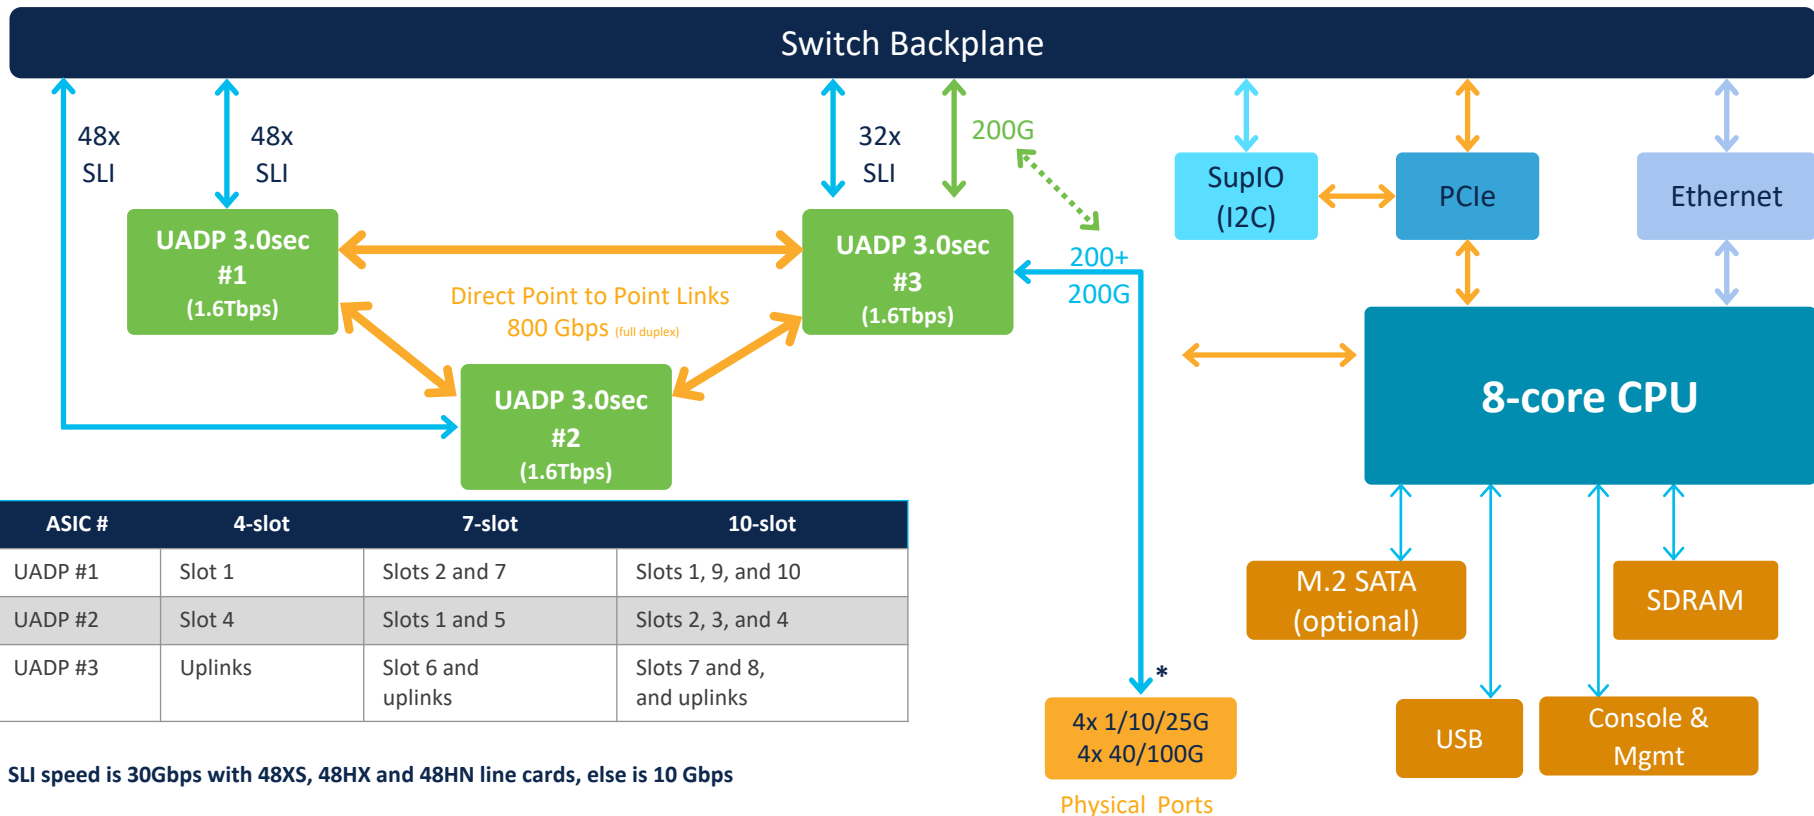 Switch Backplane
48x
SLI
48x
SLI
32x
SLI
200G
SupIO
(I2C)
PCIe
Ethernet
UADP 3.0sec
#1
(1.6Tbps)
UADP 3.0sec
#3
(1.6Tbps)
200+
200G
Direct Point to Point Links
800 Gbps (full duplex)
UADP 3.0sec
#2
(1.6Tbps)
8-core CPU
ASIC # 4-slot 7-slot 10-slot
UADP #1 Slot 1 Slots 2 and 7 Slots 1, 9, and 10
UADP #2 Slot 4 Slots 1 and 5 Slots 2, 3, and 4
UADP #3 Uplinks Slot 6 and Slots 7 and 8,
uplinks and uplinks
M.2 SATA
(optional)
SDRAM
*
4x 1/10/25G
4x 40/100G
USB
Console &
Mgmt
SLI speed is 30Gbps with 48XS, 48HX and 48HN line cards, else is 10 Gbps
Physical Ports